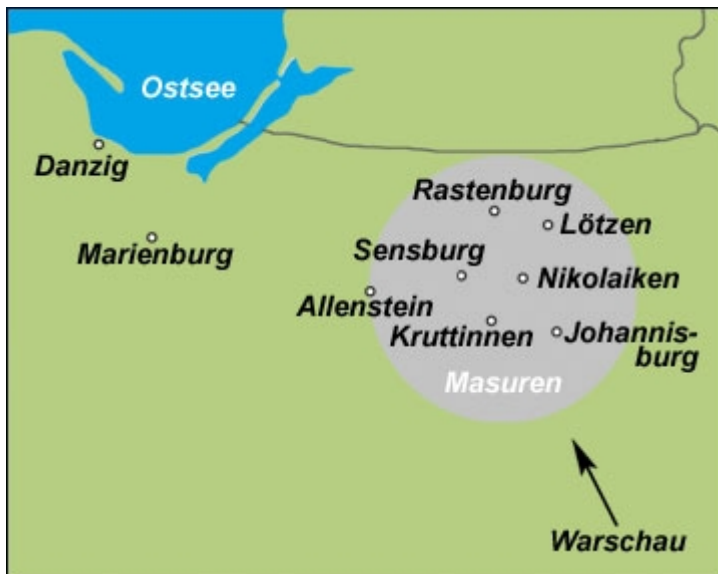 Ostsee
Danzig
Rastenburg
Lötzen
Marienburg
Sensburg
Nikolaiken
Allenstein
Kruttinnen
Johannis-
burg
Masuren
Warschau